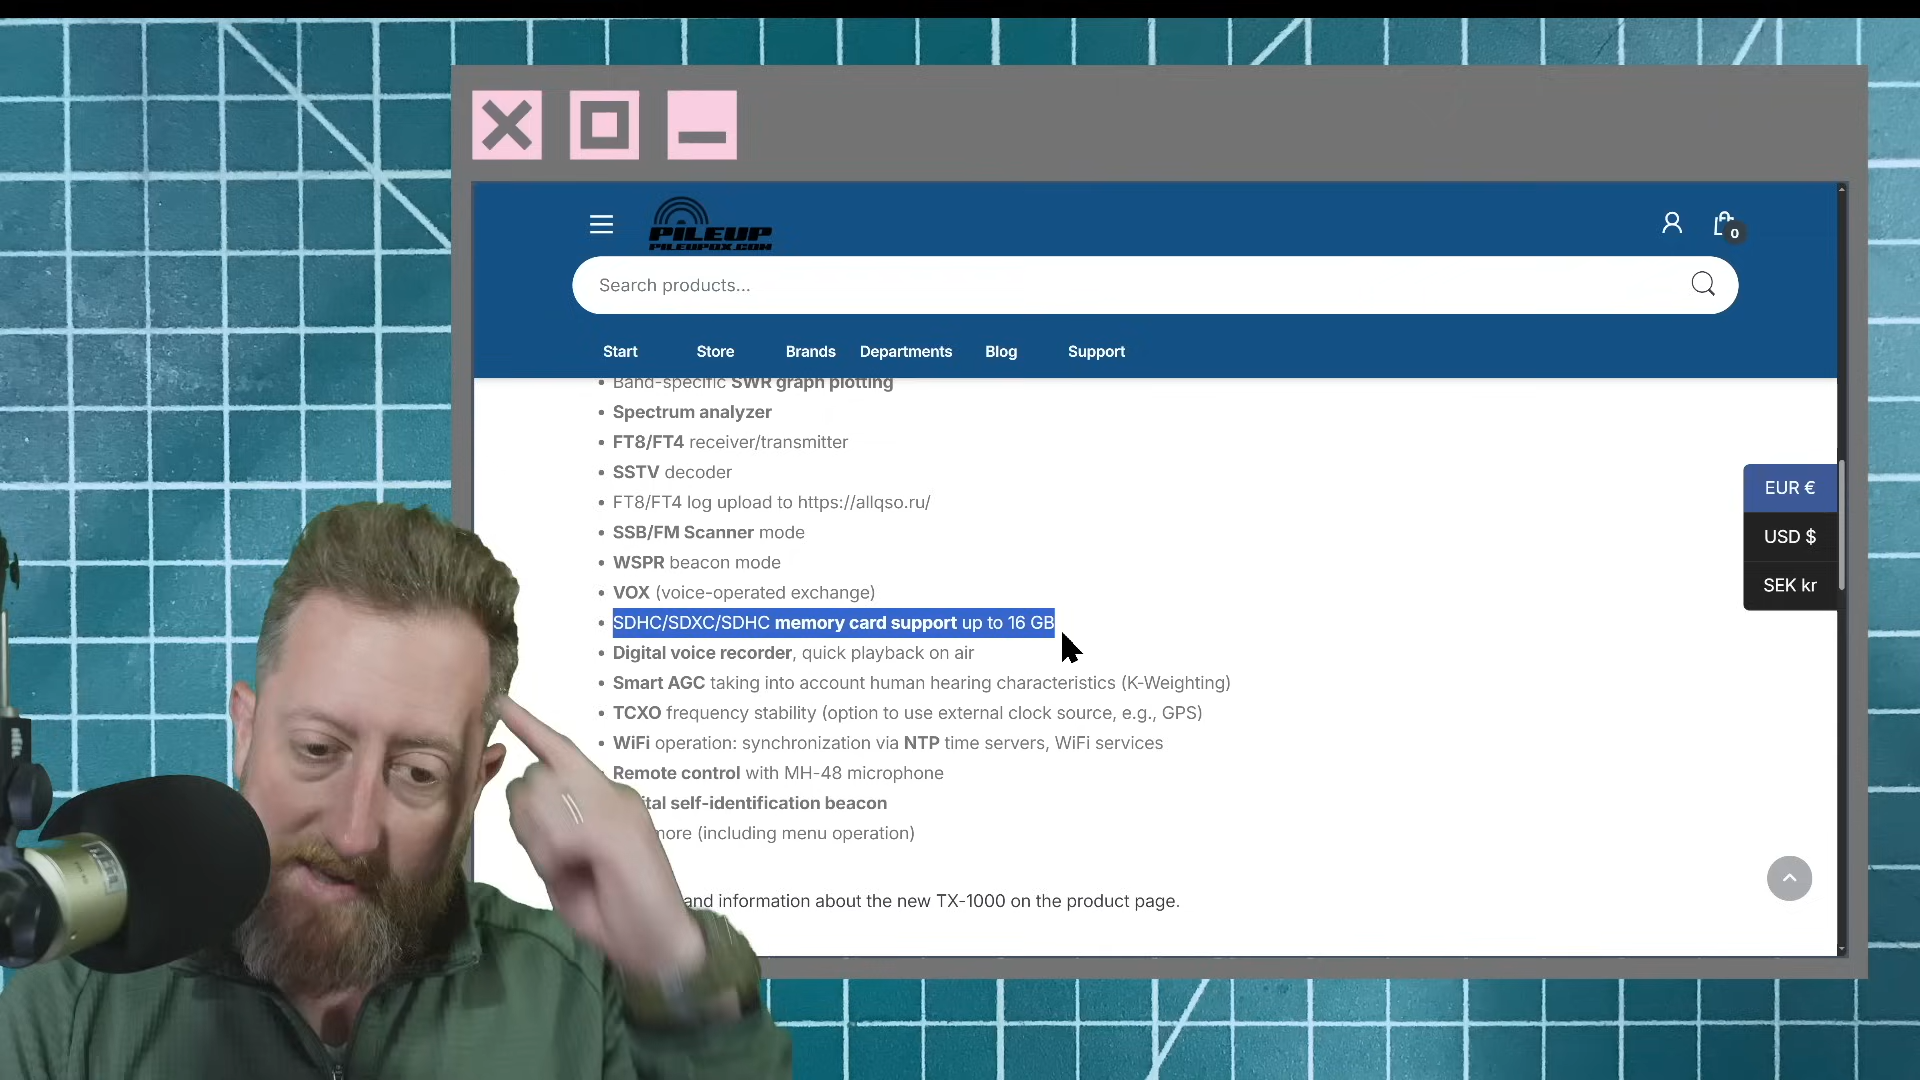 PILEUP
PILEUPDX.COM
0
Search products...
Start
Store
Brands
Departments
Blog
Support
• Band-specific SWR graph plotting
• Spectrum analyzer
• FT8/FT4 receiver/transmitter
• SSTV decoder
• FT8/FT4 log upload to https://allqso.ru/
• SSB/FM Scanner mode
• WSPR beacon mode
• VOX (voice-operated exchange)
• SDHC/SDXC/SDHC memory card support up to 16 GB
• Digital voice recorder, quick playback on air
• Smart AGC taking into account human hearing characteristics (K-Weighting)
• TCXO frequency stability (option to use external clock source, e.g., GPS)
• WiFi operation: synchronization via NTP time servers, WiFi services
Remote control with MH-48 microphone
ital self-identification beacon
more (including menu operation)
and information about the new TX-1000 on the product page.
EUR €
USD $
SEK kr